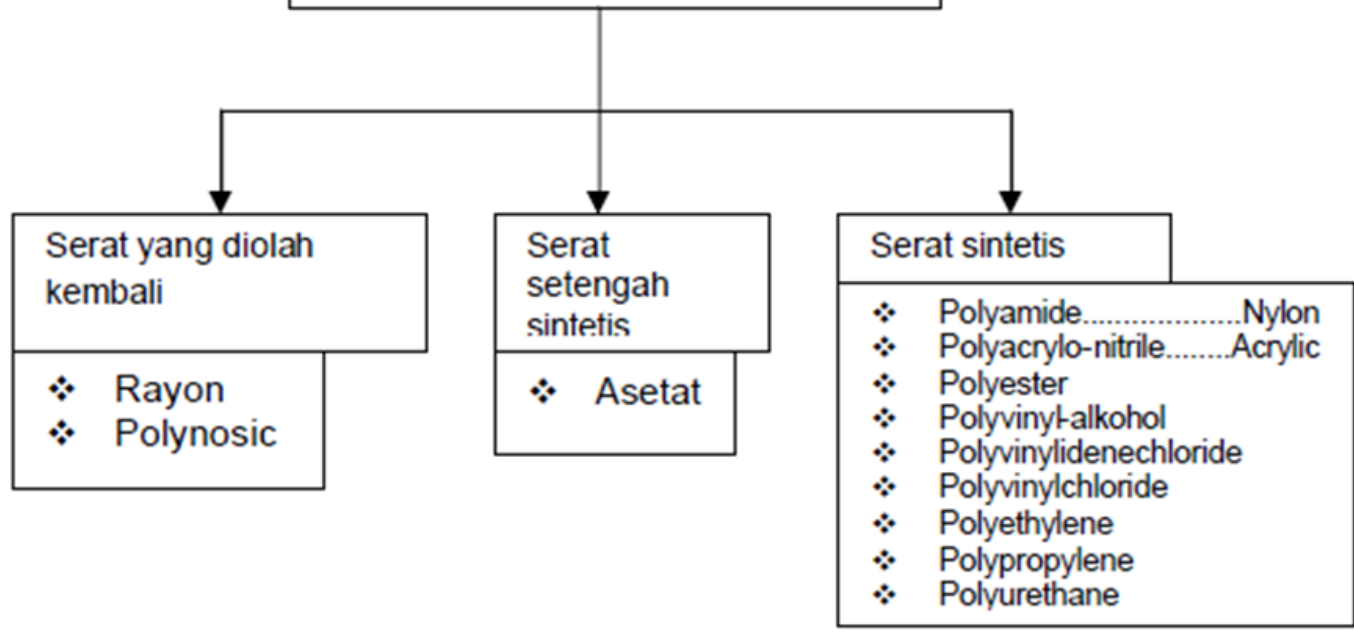 Serat yang diolah
kembali
Rayon
Polynosic
Serat
setengah
sintetis
Asetat
Serat sintetis
Polyamide....................Nylon
Polyacrylo-nitrile........Acrylic
Polyester
Polyvinyl-alkohol
Polyvinylidenechloride
Polyvinylchloride
Polyethylene
Polypropylene
Polyurethane